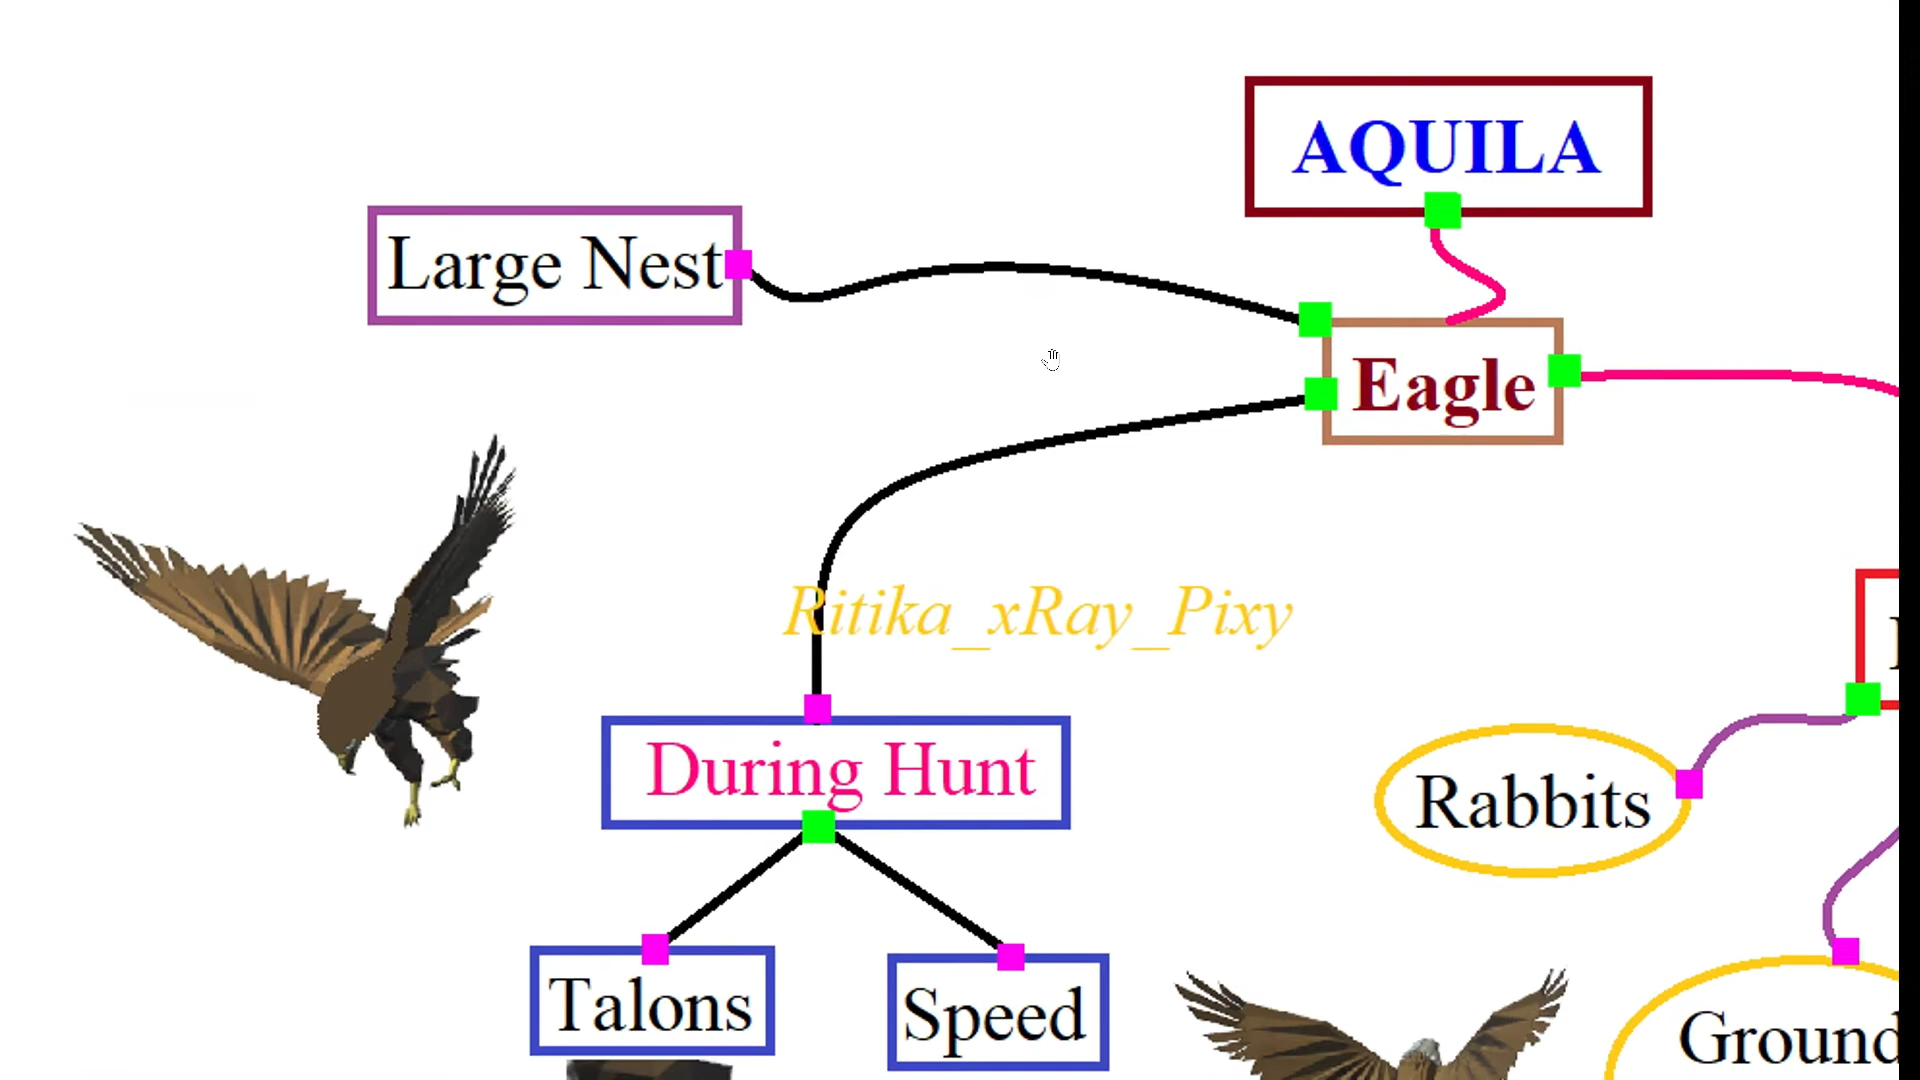 AQUILA
Large Nest
Eagle
Ritika_xRay_Pixy
During Hunt
Rabbits
Talons
Speed
Ground